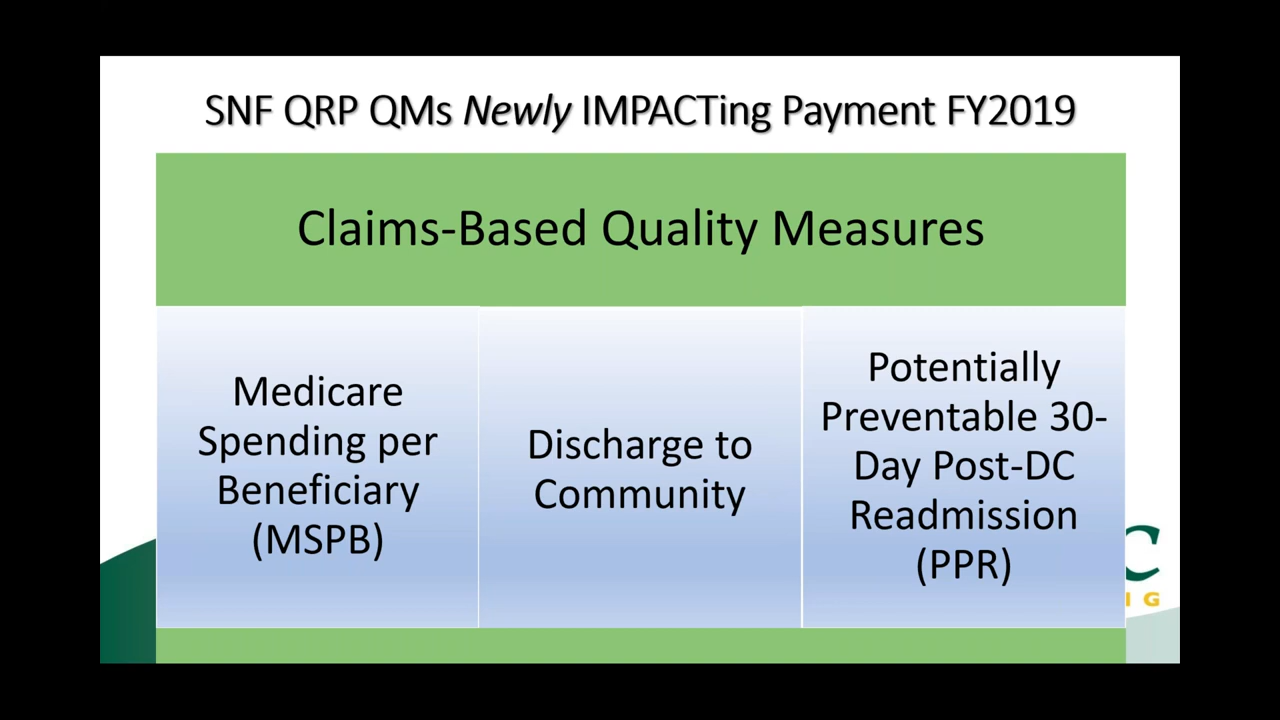 SNF QRP QMs Newly IMPACTing Payment FY2019
Claims-Based Quality Measures
Medicare
Spending per
Beneficiary
(MSPB)
Discharge to
Community
Potentially
Preventable 30-
Day Post-DC
Readmission
(PPR)
C
I G